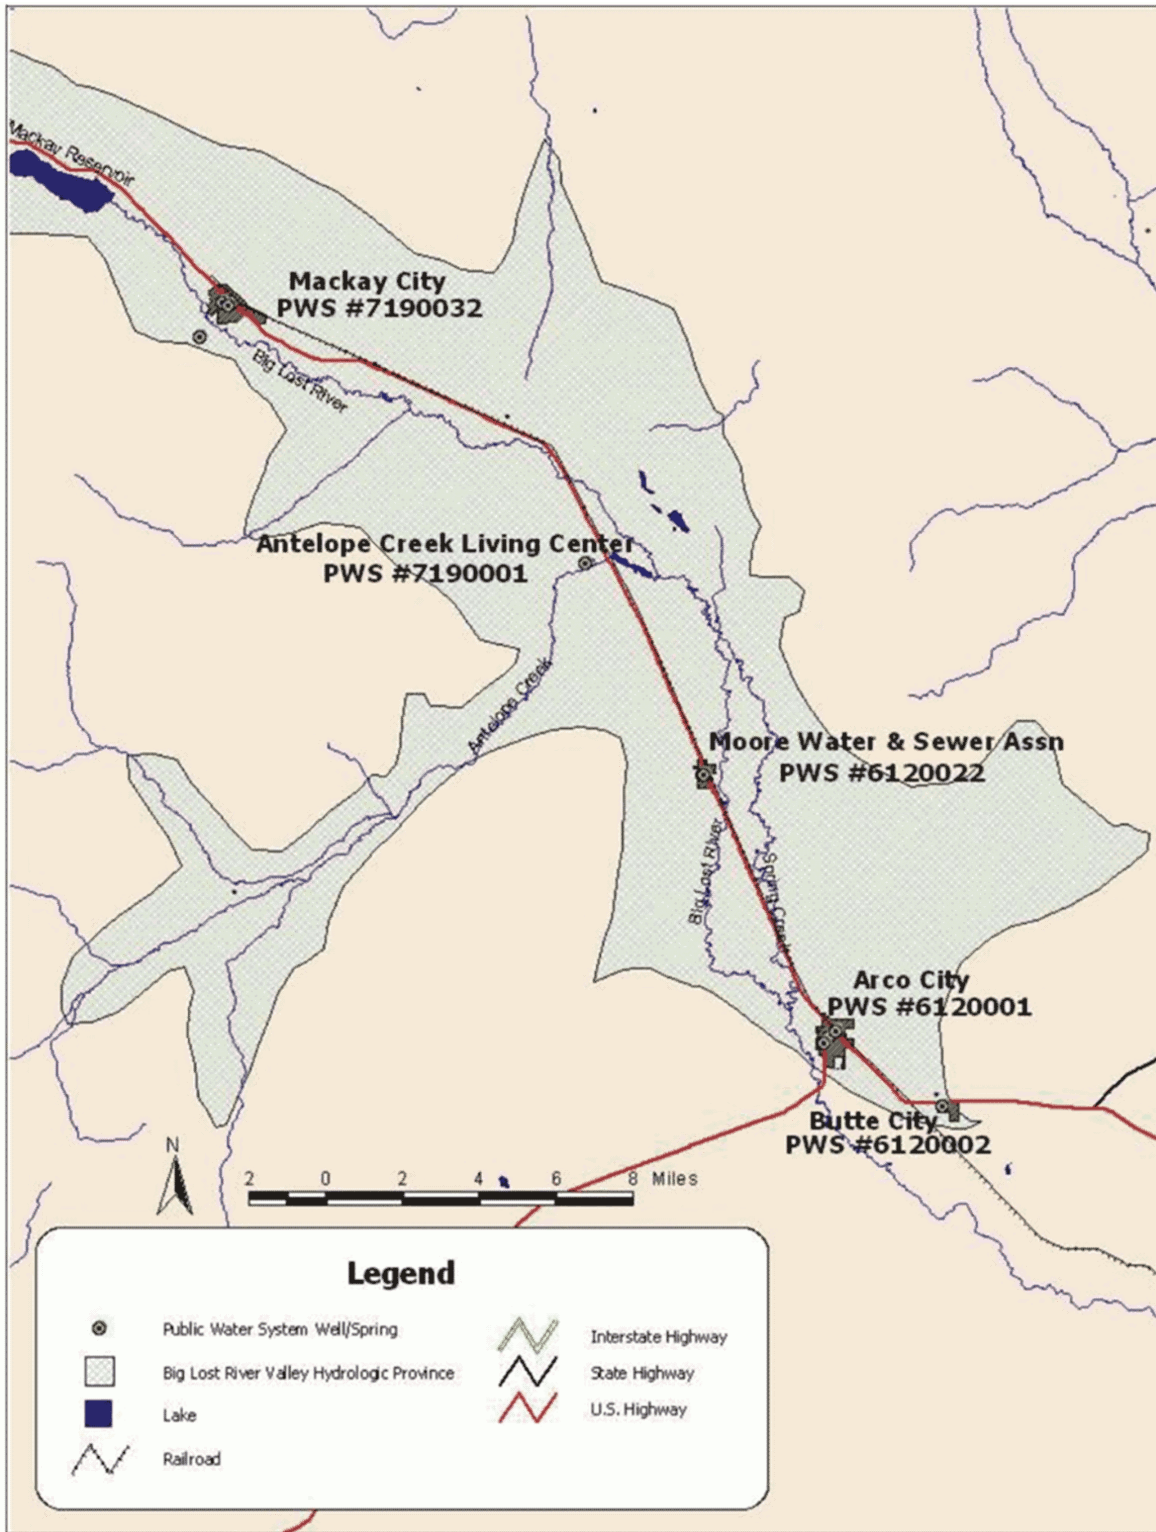 Mackay Reservoir
Mackay City
PWS #7190032
Big Lost River
Antelope Creek Living Center
PWS #7190001
Antelope Creek
Moore Water & Sewer Assn
PWS #6120022
Big Lost River
Spring Creek
Arco City
PWS #6120001
Butte City
PWS #6120002
N
2 0 2 4 6 8 Miles
Legend
Public Water System Well/Spring
Big Lost River Valley Hydrologic Province
Lake
Railroad
Interstate Highway
State Highway
U.S. Highway